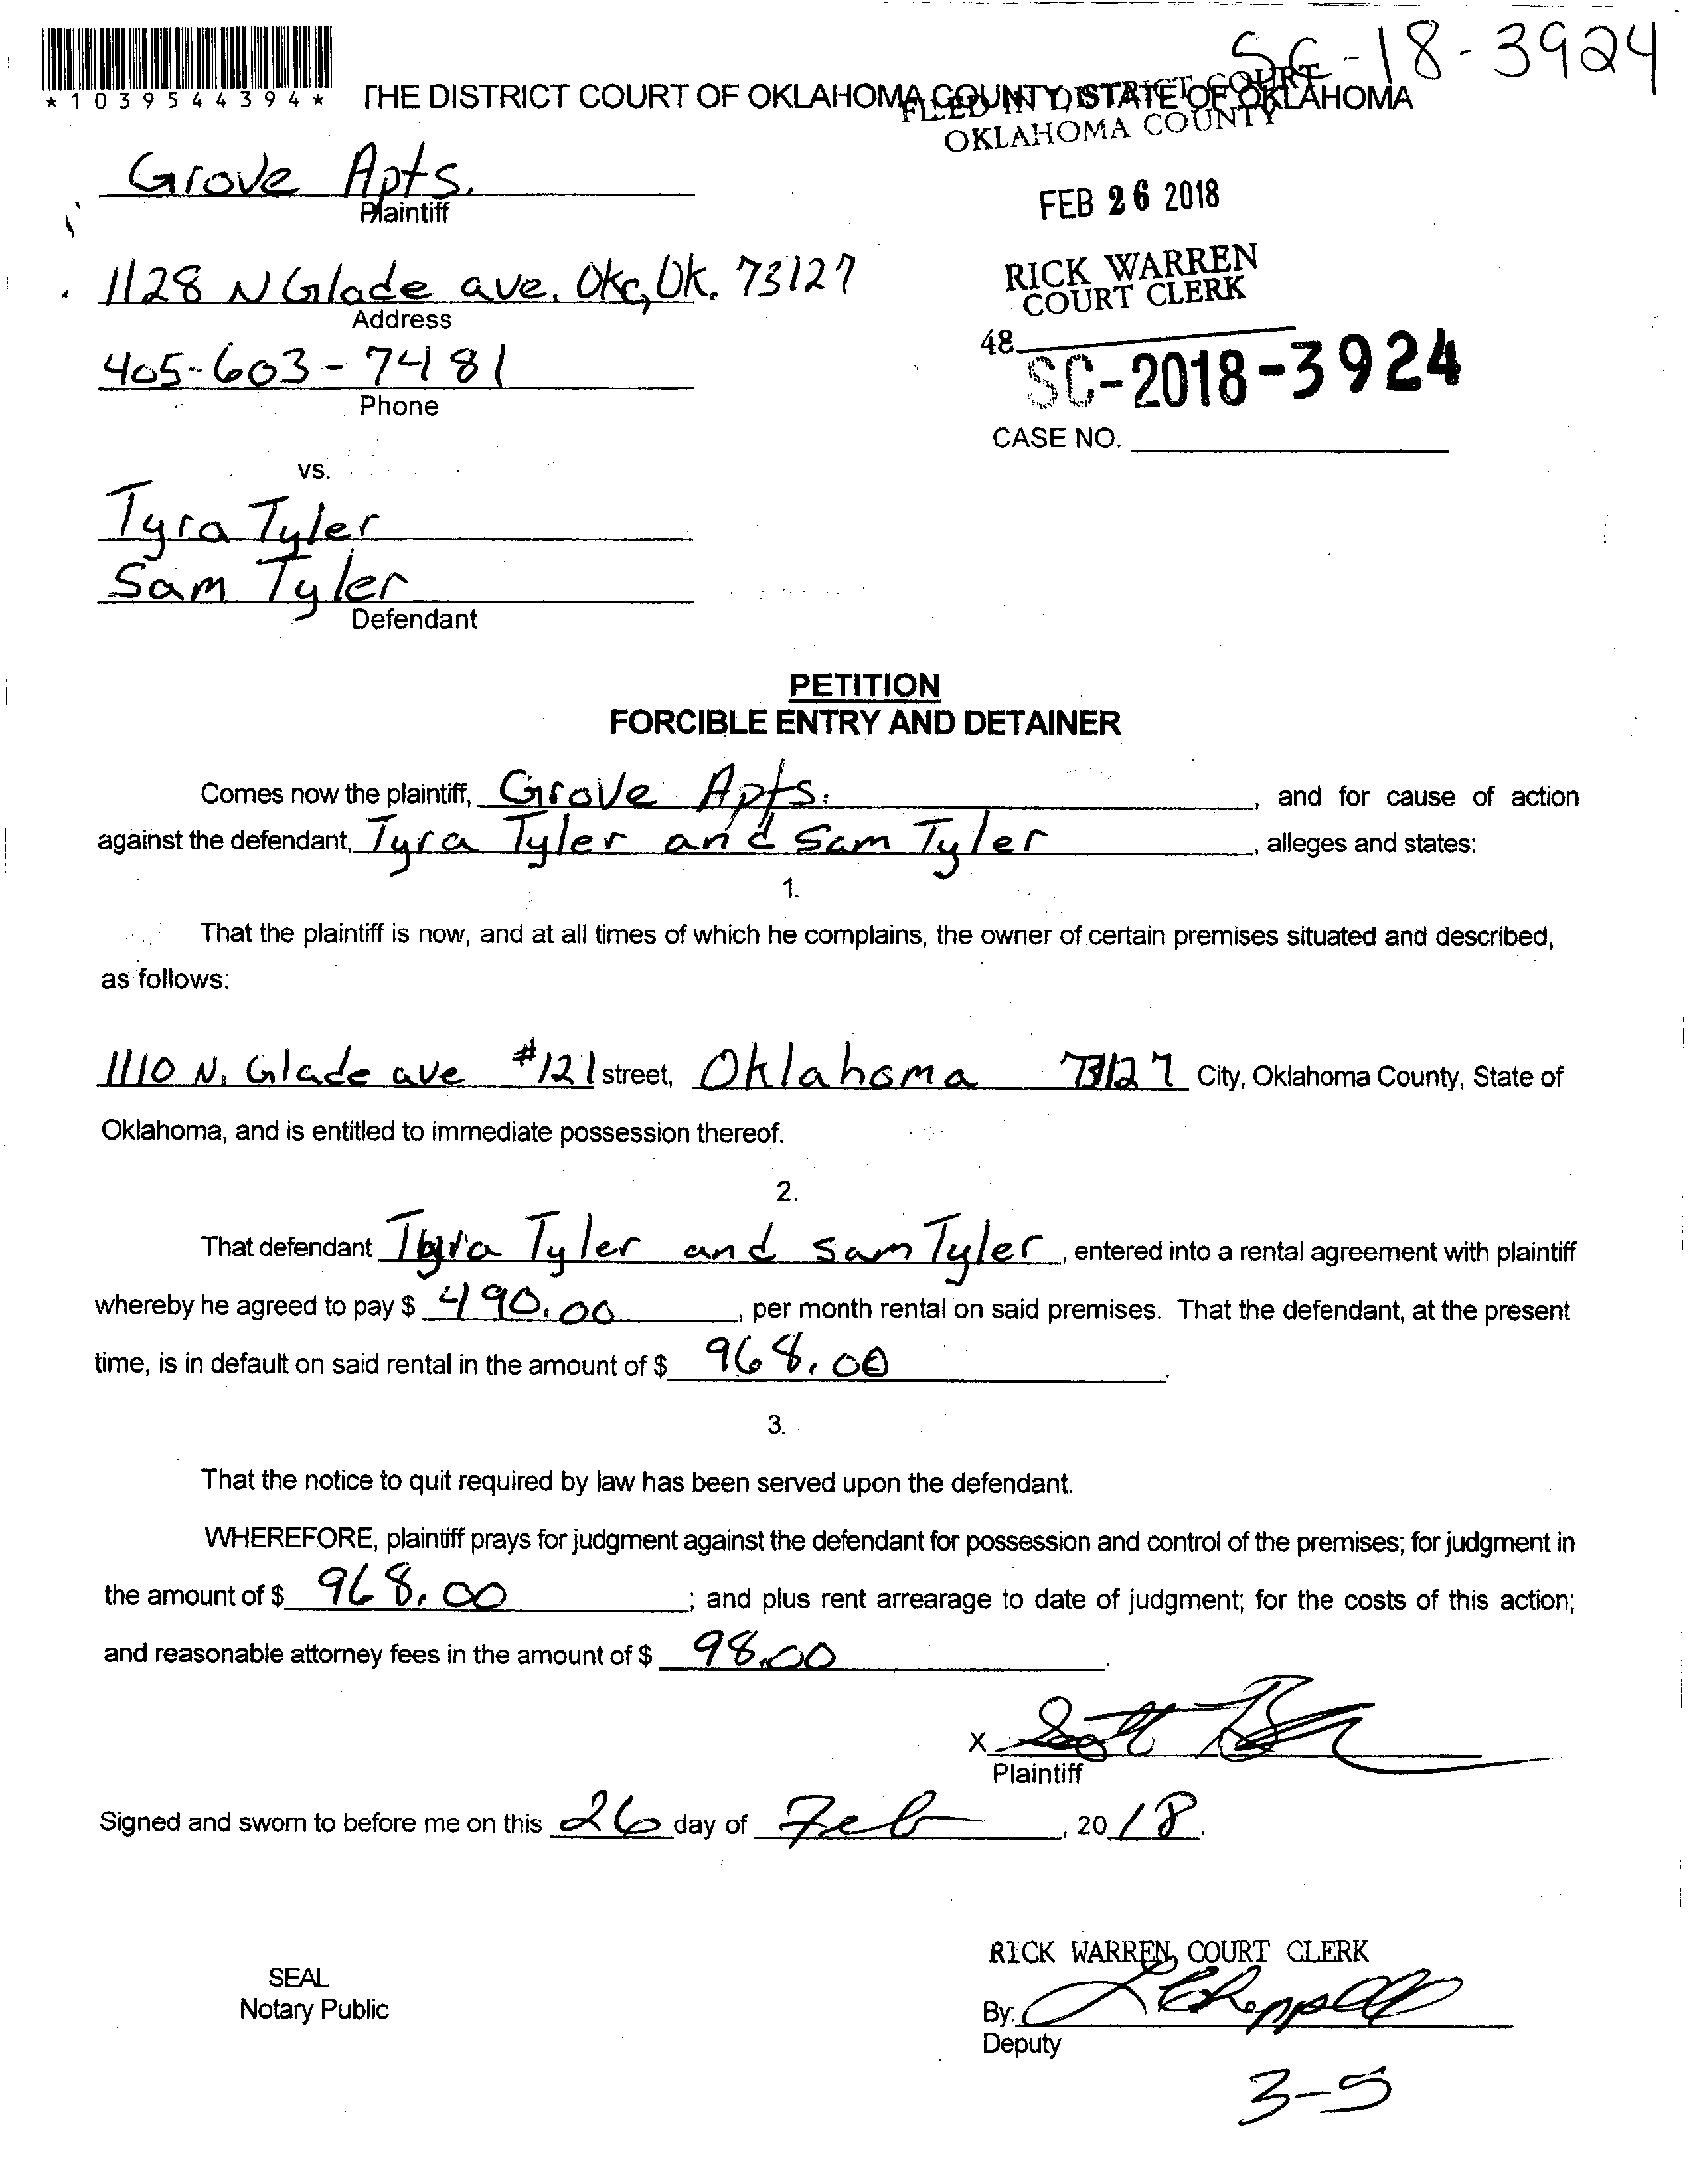 SC-18-3924
*1039544394*
THE DISTRICT COURT OF OKLAHOMA COUNTY, STATE OF OKLAHOMA
FILED IN DISTRICT COURT
OKLAHOMA COUNTY
Grove Apts.
Plaintiff
FEB 26 2018
1128 N Glade ave. Okc, Ok. 73127
Address
RICK WARREN
COURT CLERK
405-603-7481
Phone
48
SC-2018-3924
CASE NO.
vs.
Tyra Tyler
Sam Tyler
Defendant
PETITION
FORCIBLE ENTRY AND DETAINER
Comes now the plaintiff, Grove Apts. , and for cause of action
against the defendant, Tyra Tyler and Sam Tyler , alleges and states:
1.
That the plaintiff is now, and at all times of which he complains, the owner of certain premises situated and described,
as follows:
1110 N. Glade ave #121 street, Oklahoma 73127 City, Oklahoma County, State of
Oklahoma, and is entitled to immediate possession thereof.
2.
That defendant Tyra Tyler and sam Tyler , entered into a rental agreement with plaintiff
whereby he agreed to pay $ 490.00 , per month rental on said premises. That the defendant, at the present
time, is in default on said rental in the amount of $ 968.00 .
3.
That the notice to quit required by law has been served upon the defendant.
WHEREFORE, plaintiff prays for judgment against the defendant for possession and control of the premises; for judgment in
the amount of $ 968.00 ; and plus rent arrearage to date of judgment; for the costs of this action;
and reasonable attorney fees in the amount of $ 98.00 .
X
Plaintiff
Signed and sworn to before me on this 26 day of Feb , 20 18.
RICK WARREN, COURT CLERK
SEAL
Notary Public
By:
Deputy
3-5